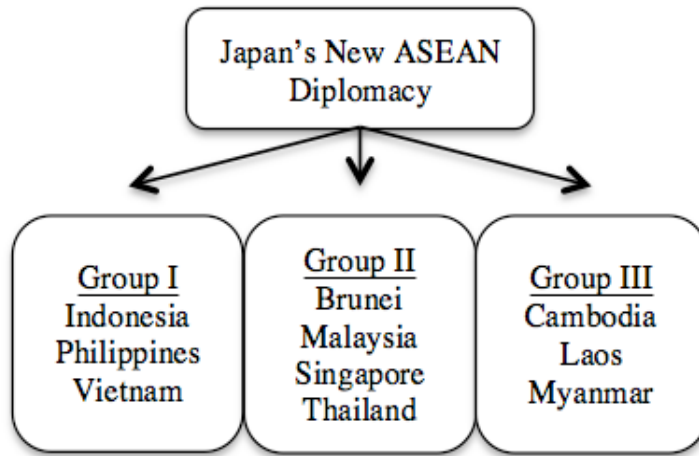 Japan's New ASEAN
Diplomacy
Group I
Indonesia
Philippines
Vietnam
Group II
Brunei
Malaysia
Singapore
Thailand
Group III
Cambodia
Laos
Myanmar